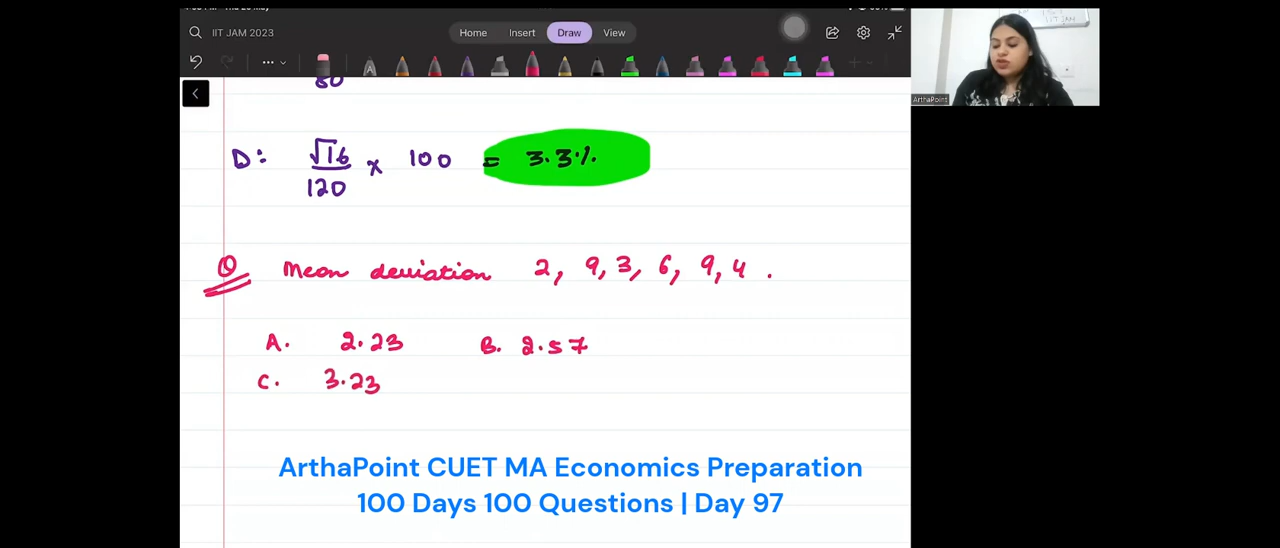 IIT JAM 2023
Home Insert Draw View
80
D: √16/120 x 100 = 3.3%
Q Mean deviation 2, 9, 3, 6, 9, 4.
A. 2.23 B. 2.57
C. 3.23
ArthaPoint CUET MA Economics Preparation
100 Days 100 Questions | Day 97
ArthaPoint